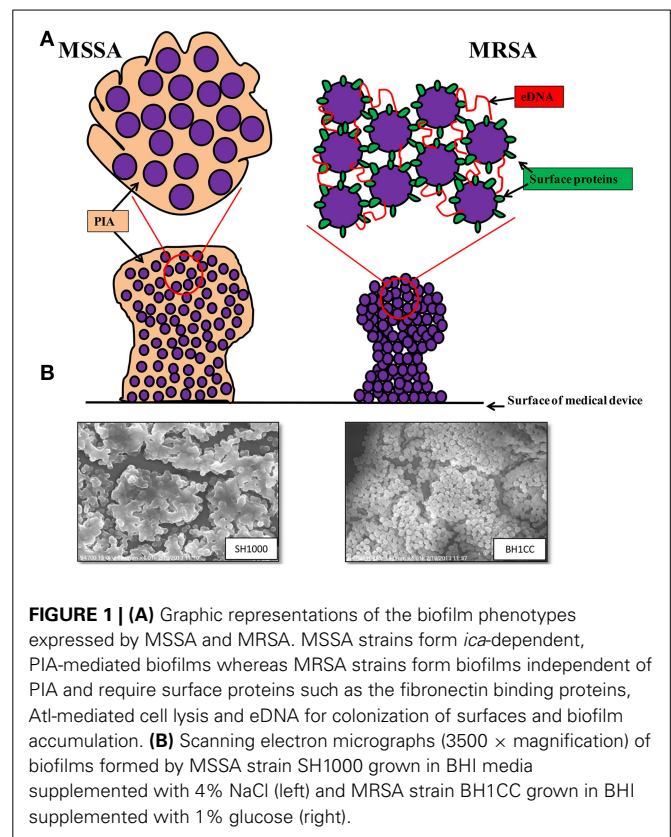 A
MSSA
MRSA
eDNA
Surface proteins
PIA
B
Surface of medical device
SH1000
BH1CC
FIGURE 1 | (A) Graphic representations of the biofilm phenotypes
expressed by MSSA and MRSA. MSSA strains form ica-dependent,
PIA-mediated biofilms whereas MRSA strains form biofilms independent of
PIA and require surface proteins such as the fibronectin binding proteins,
Atl-mediated cell lysis and eDNA for colonization of surfaces and biofilm
accumulation. (B) Scanning electron micrographs (3500 × magnification) of
biofilms formed by MSSA strain SH1000 grown in BHI media
supplemented with 4% NaCl (left) and MRSA strain BH1CC grown in BHI
supplemented with 1% glucose (right).